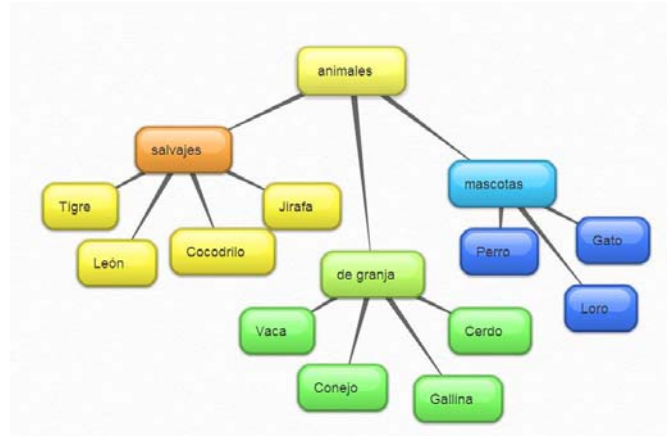 animales
salvajes
Tigre
León
Cocodrilo
Jirafa
de granja
Vaca
Conejo
Gallina
Cerdo
mascotas
Perro
Loro
Gato